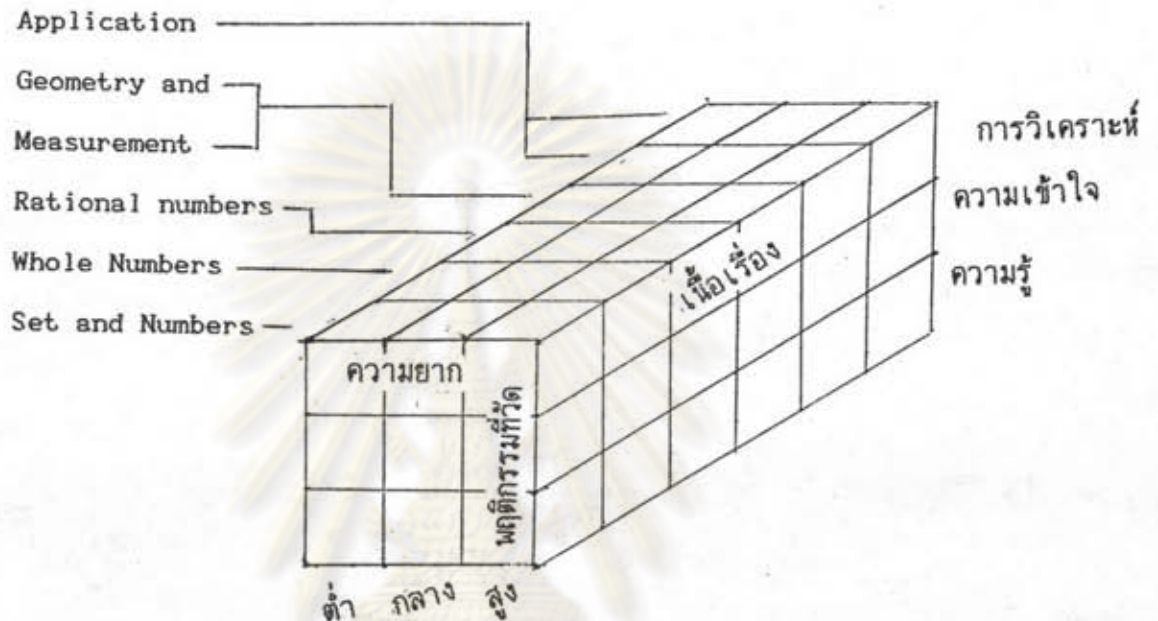 Application
Geometry and
Measurement
Rational numbers
Whole Numbers
Set and Numbers
การวิเคราะห์
ความเข้าใจ
ความรู้
เนื้อเรื่อง
ความยาก
พฤติกรรมที่วัด
ต่ำ กลาง สูง